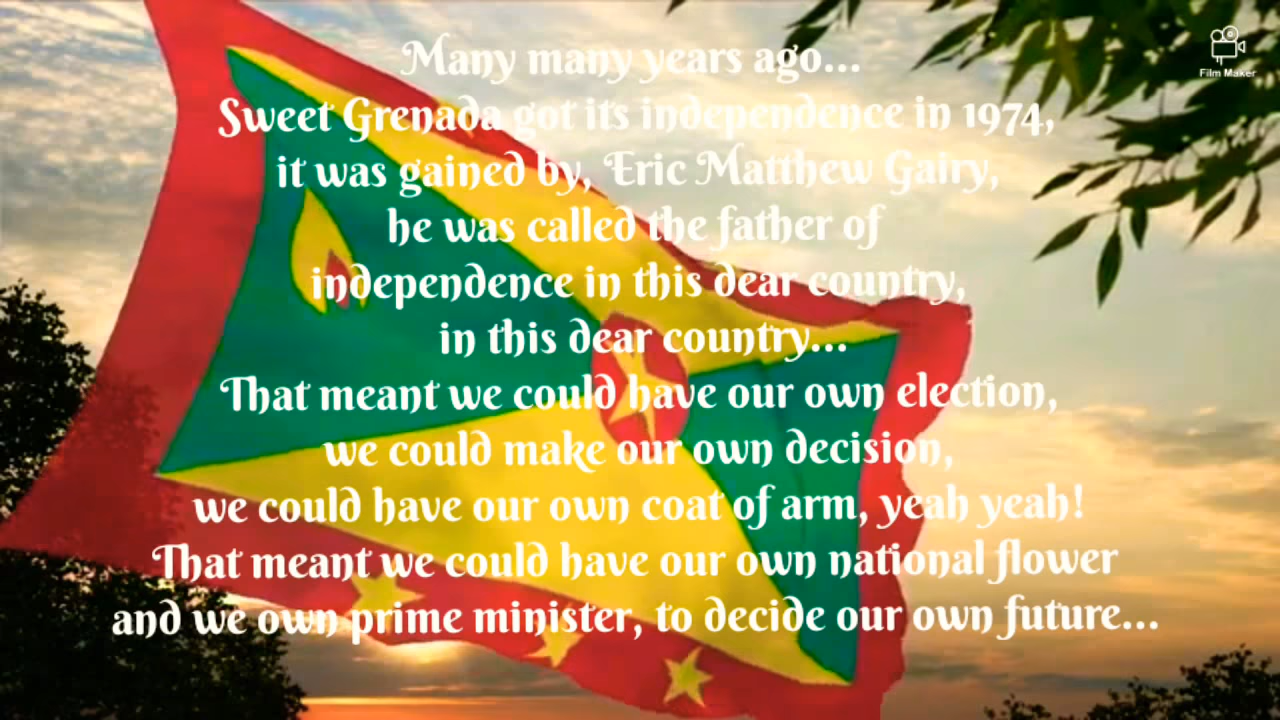 Many many years ago...
Sweet Grenada got its independence in 1974,
it was gained by, Eric Matthew Gairy,
he was called the father of
independence in this dear country,
in this dear country...
That meant we could have our own election,
we could make our own decision,
we could have our own coat of arm, yeah yeah!
That meant we could have our own national flower
and we own prime minister, to decide our own future...
Film Maker